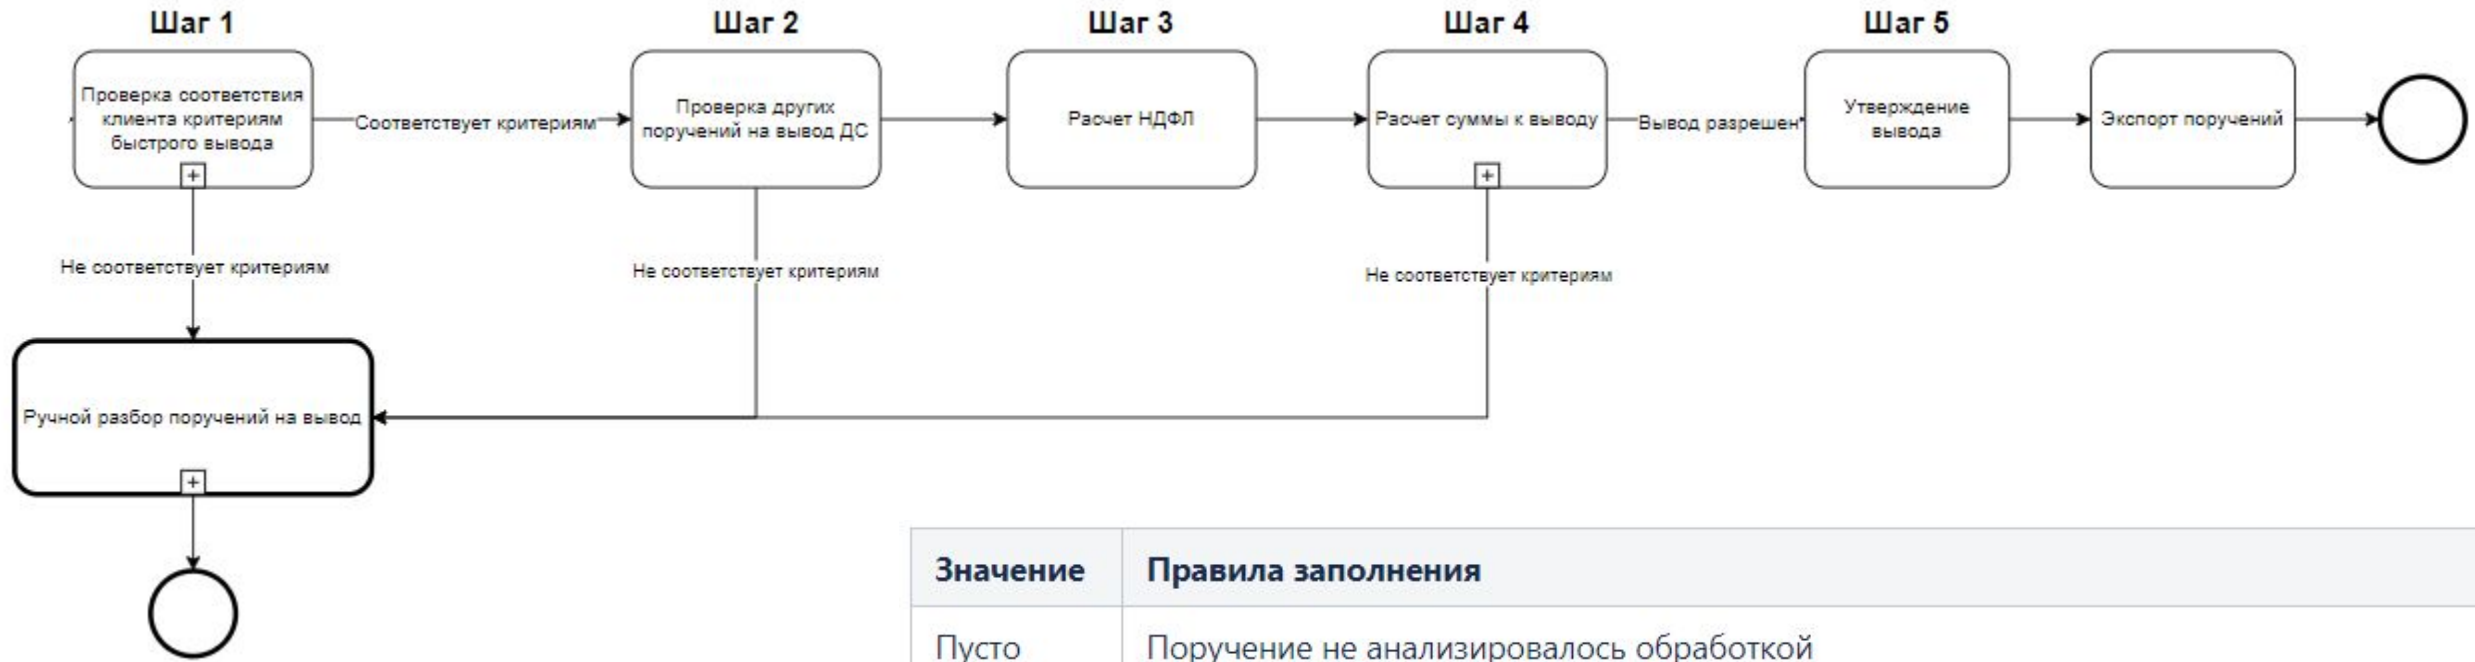 Шаг 1
Шаг 2
Шаг 3
Шаг 4
Шаг 5
Проверка соответствия
клиента критериям
быстрого вывода
Соответствует критериям
Проверка других
поручений на вывод ДС
Расчет НДФЛ
Расчет суммы к выводу
Вывод разрешен
Утверждение
вывода
Экспорт поручений
Не соответствует критериям
Не соответствует критериям
Не соответствует критериям
Ручной разбор поручений на вывод
Значение
Правила заполнения
Пусто
Поручение не анализировалось обработкой